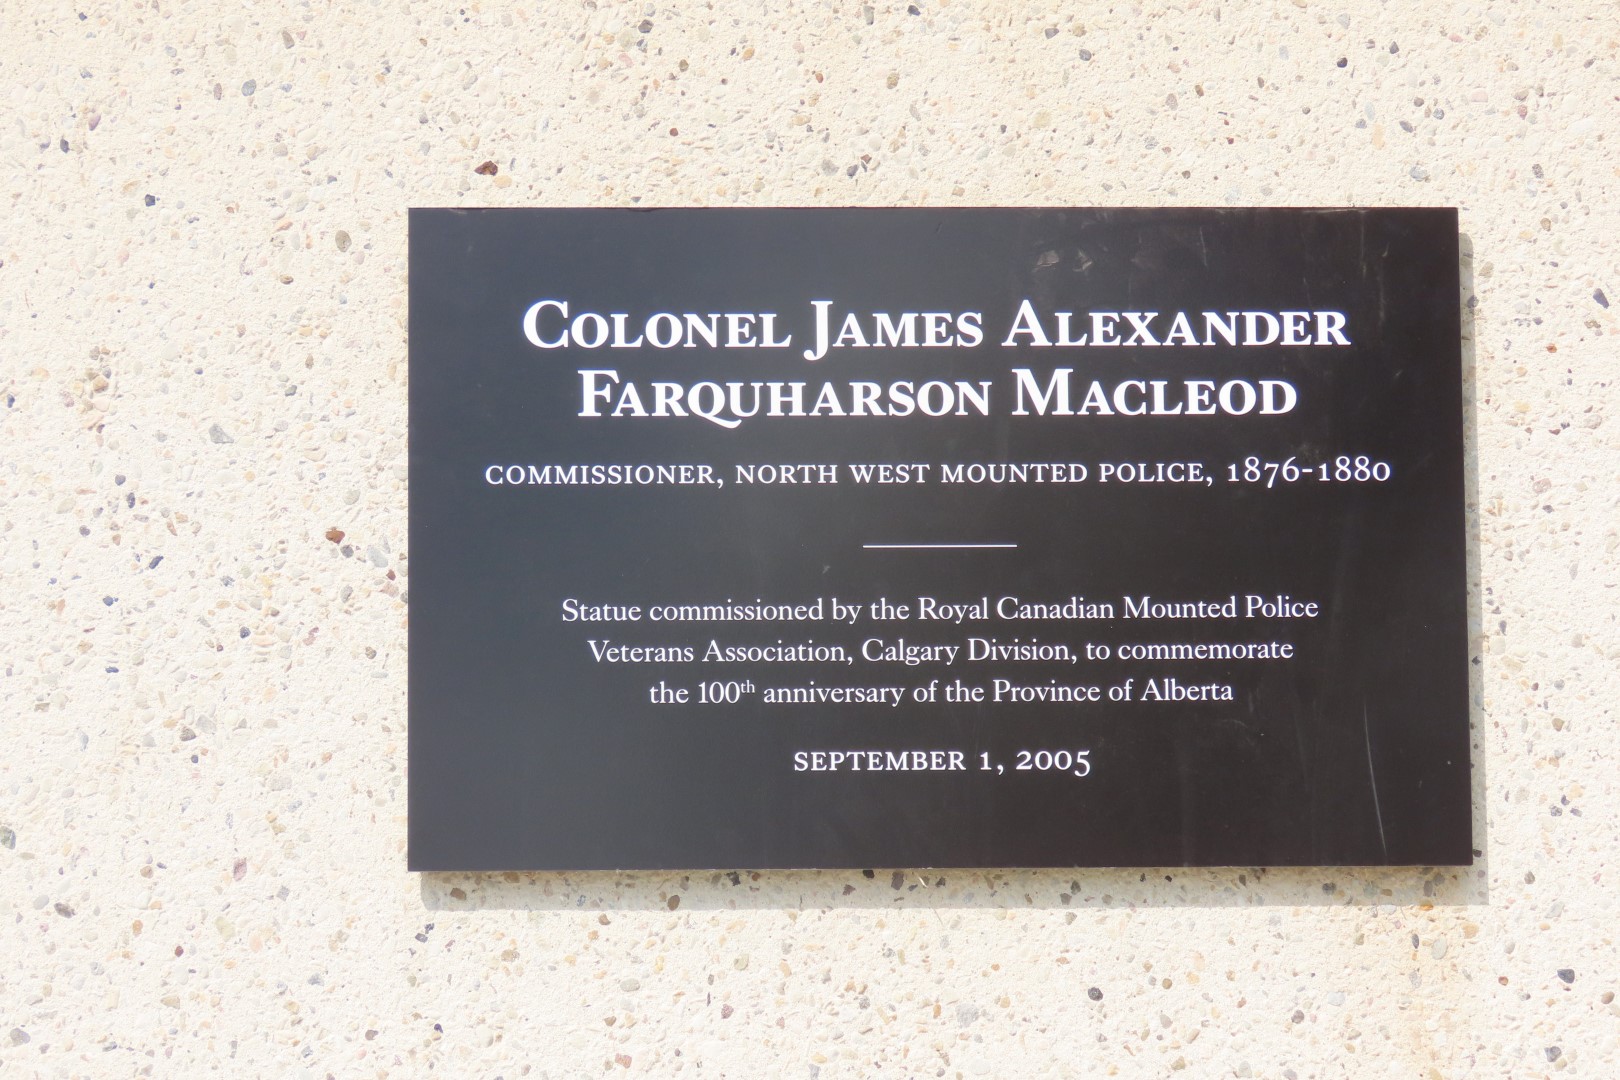 Colonel James Alexander
Farquharson Macleod
commissioner, north west mounted police, 1876-1880
Statue commissioned by the Royal Canadian Mounted Police
Veterans Association, Calgary Division, to commemorate
the 100th anniversary of the Province of Alberta
september 1, 2005